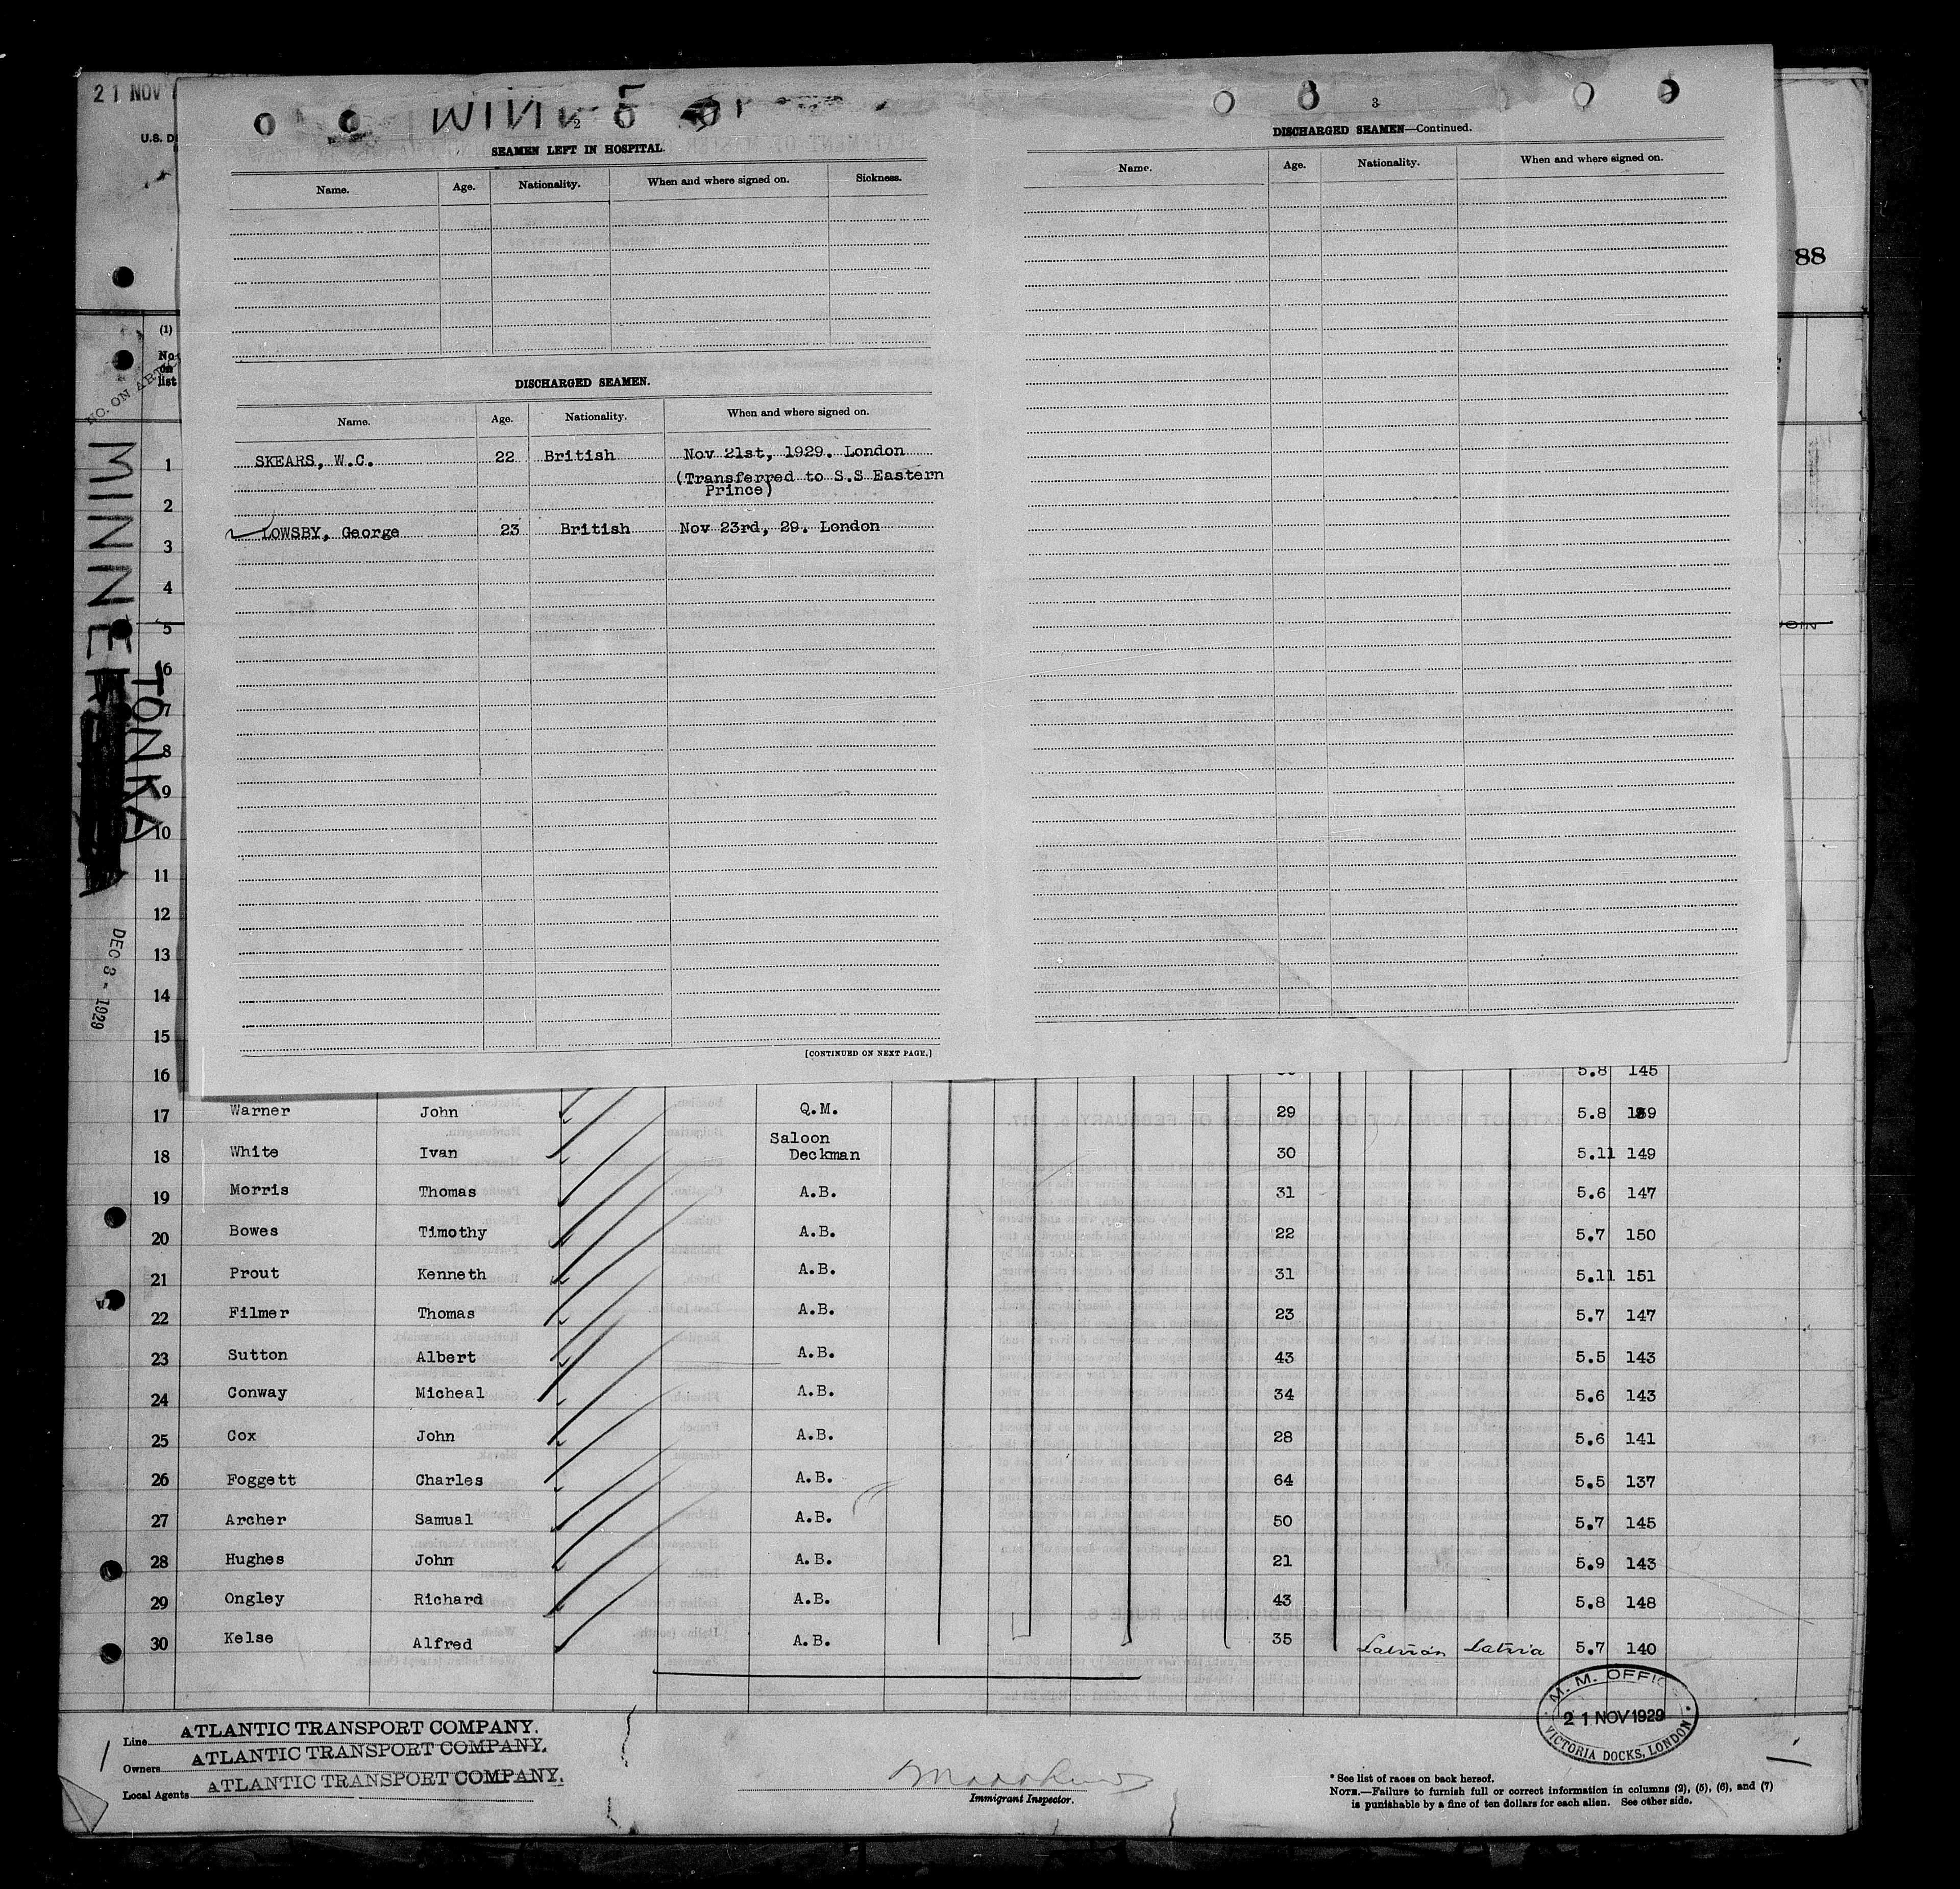 21 NOV
U.S. D
88
(1)
No.
on
list
NO. ON ARTIC
MINNE
TONKA
DEC 3 - 1929
2
SEAMEN LEFT IN HOSPITAL.
Name. Age. Nationality. When and where signed on. Sickness.
DISCHARGED SEAMEN.
Name. Age. Nationality. When and where signed on.
SKEARS, W.C. 22 British Nov 21st, 1929. London
(Transferred to S.S Eastern
Prince)
LOWSBY, George 23 British Nov 23rd, 29. London
[CONTINUED ON NEXT PAGE.]
3
DISCHARGED SEAMEN—Continued.
Name. Age. Nationality. When and where signed on.
1
2
3
4
5
6
7
8
9
10
11
12
13
14
15
16 5.8 145
17 Warner John Q.M. 29 5.8
18 White Ivan Saloon Deckman 30 5.11 149
19 Morris Thomas A.B. 31 5.6 147
20 Bowes Timothy A.B. 22 5.7 150
21 Prout Kenneth A.B. 31 5.11 151
22 Filmer Thomas A.B. 23 5.7 147
23 Sutton Albert A.B. 43 5.5 143
24 Conway Micheal A.B. 34 5.6 143
25 Cox John A.B. 28 5.6 141
26 Foggett Charles A.B. 64 5.5 137
27 Archer Samual A.B. 50 5.7 145
28 Hughes John A.B. 21 5.9 143
29 Ongley Richard A.B. 43 5.8 148
30 Kelse Alfred A.B. 35 Latvian Latvia 5.7 140
Line ATLANTIC TRANSPORT COMPANY.
Owners ATLANTIC TRANSPORT COMPANY.
Local Agents ATLANTIC TRANSPORT COMPANY.
Immigrant Inspector.
M. M. OFFIC
21 NOV 1929
VICTORIA DOCKS, LONDON
* See list of races on back hereof.
NOTE.—Failure to furnish full or correct information in columns (2), (5), (6), and (7)
is punishable by a fine of ten dollars for each alien. See other side.